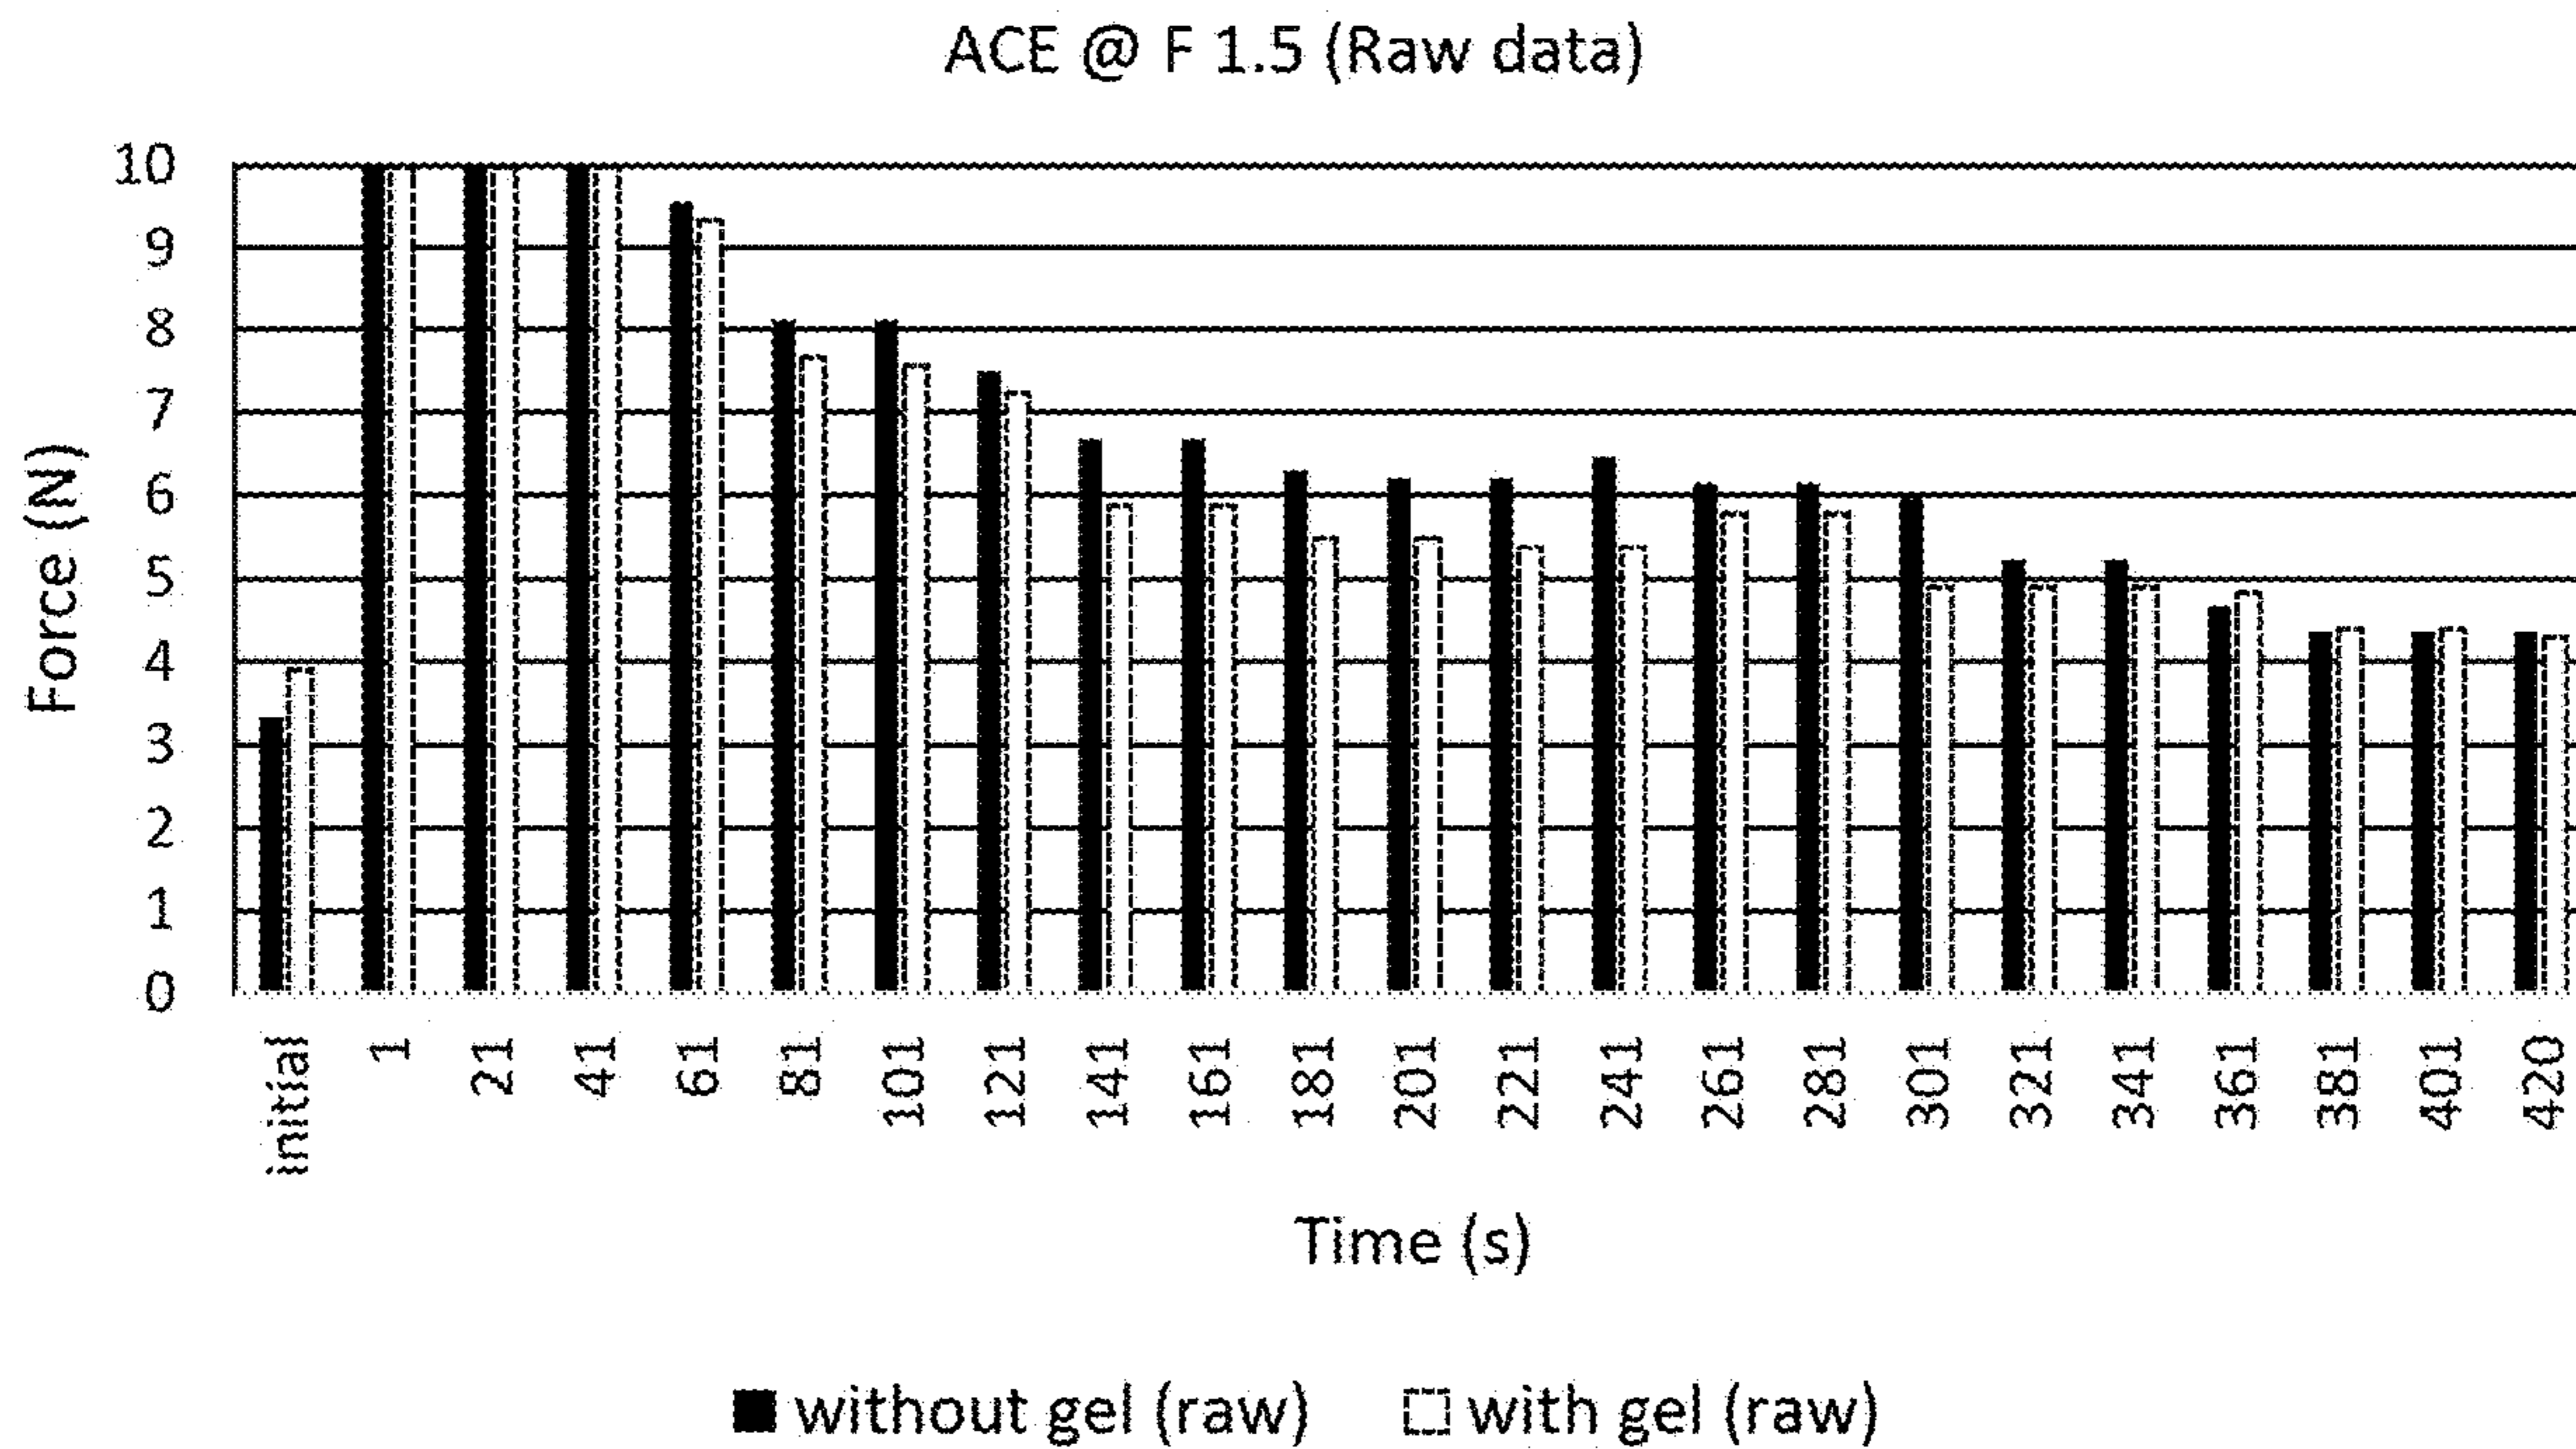 ACE @ F 1.5 (Raw data)
Force (N)
10
9
8
7
6
5
4
3
2
1
0
initial 1 21 41 61 81 101 121 141 161 181 201 221 241 261 281 301 321 341 361 381 401 420
Time (s)
without gel (raw) with gel (raw)